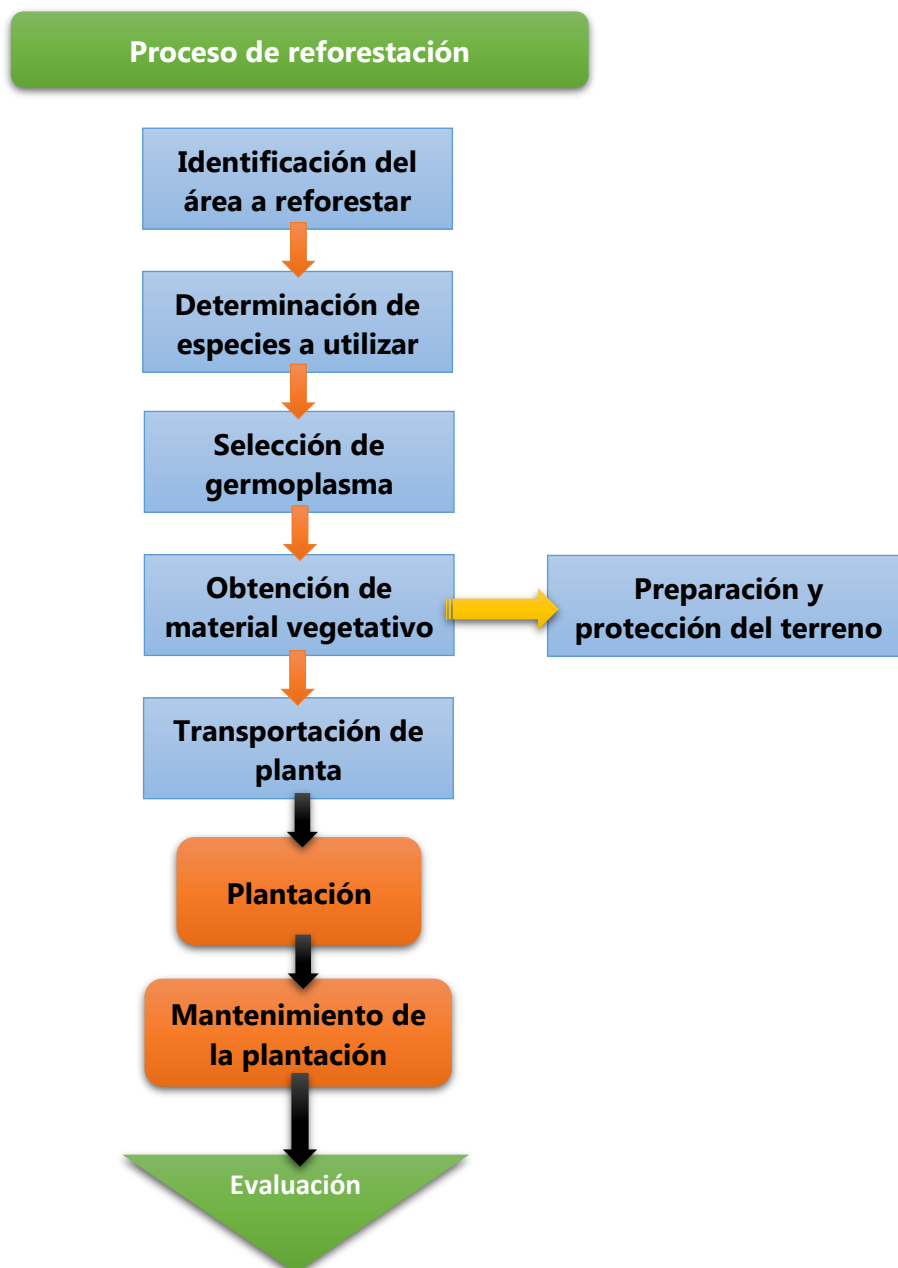 Proceso de reforestación
Identificación del
área a reforestar
Determinación de
especies a utilizar
Selección de
germoplasma
Obtención de
material vegetativo
Preparación y
protección del terreno
Transportación de
planta
Plantación
Mantenimiento de
la plantación
Evaluación